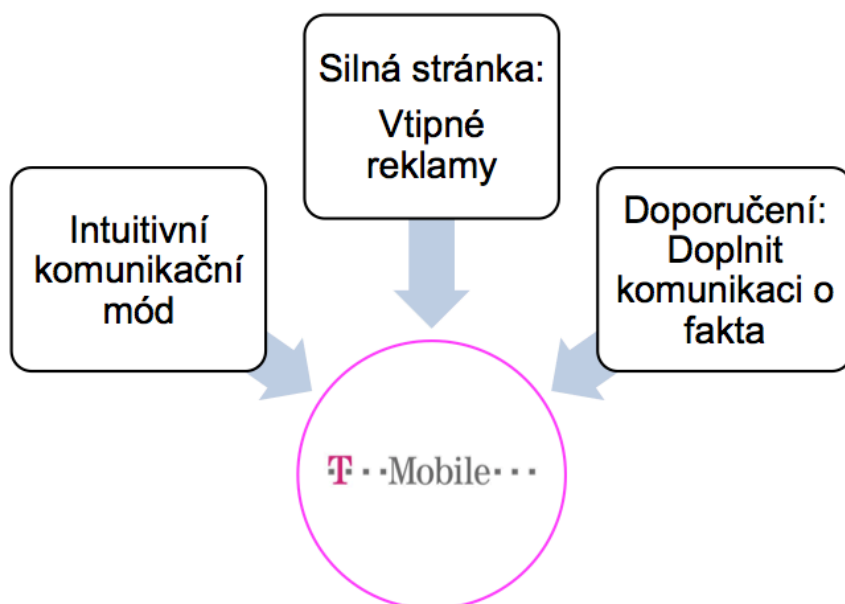 Silná stránka:
Vtipné
reklamy
Intuitivní
komunikační
mód
Doporučení:
Doplnit
komunikaci o
fakta
T··Mobile···